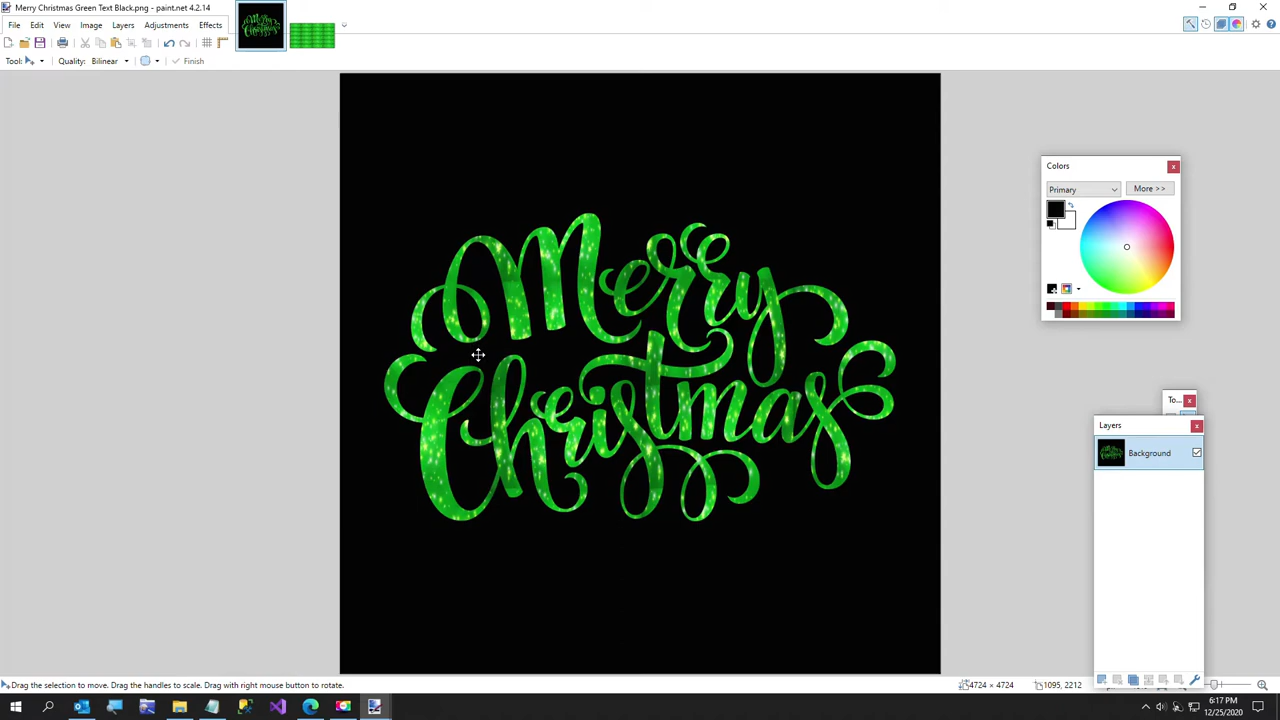 Merry Christmas Green Text Black.png - paint.net 4.2.14
File Edit View Image Layers Adjustments Effects
Tool: Quality: Bilinear Finish
Colors
Primary More >>
Merry
Christmas
To...
Layers
Background
Drag the selection to move. Drag the handles to scale. Drag with right mouse button to rotate.
4724 × 4724
1095, 2212
6:17 PM
12/25/2020